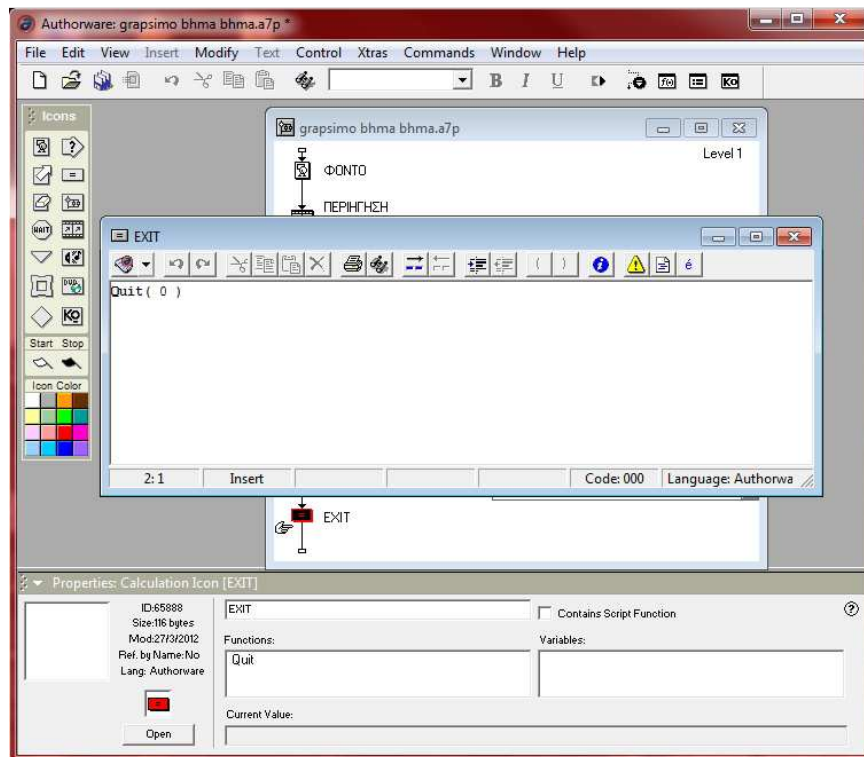 Authorware: grapsimo bhma bhma.a7p *
File Edit View Insert Modify Text Control Xtras Commands Window Help
B I U KO
Icons
grapsimo bhma bhma.a7p
Level 1
ΦΟΝΤΟ
ΠΕΡΙΗΓΗΣΗ
WAIT
KO
Start Stop
Icon Color
EXIT
Quit( 0 )
2: 1 Insert Code: 000 Language: Authorwa
EXIT
Properties: Calculation Icon [EXIT]
ID:65888
Size:116 bytes
Mod:27/3/2012
Ref. by Name:No
Lang: Authorware
Open
EXIT
Contains Script Function
Functions:
Quit
Variables:
Current Value: